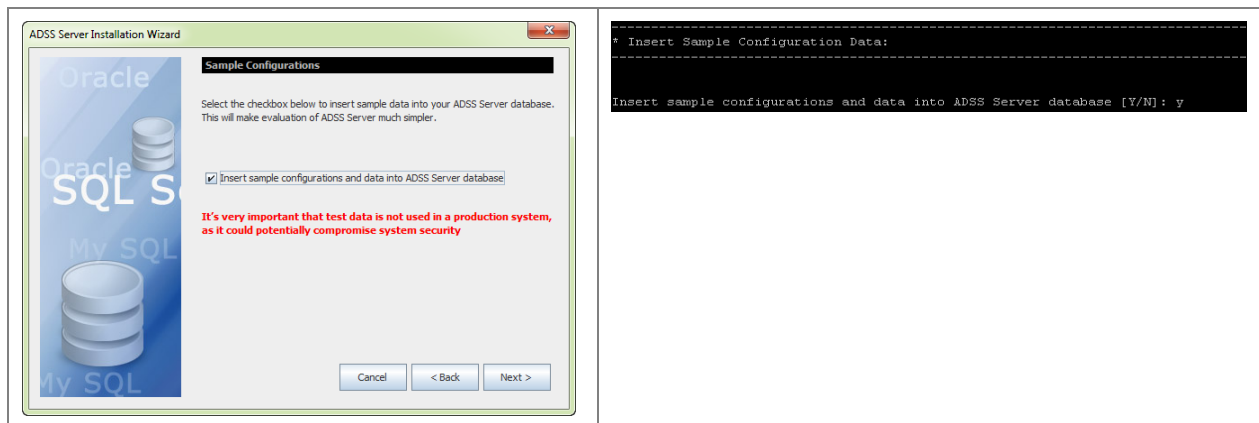 ADSS Server Installation Wizard
Oracle
Oracle
SQL S
My SQL
My SQL
Sample Configurations
Select the checkbox below to insert sample data into your ADSS Server database.
This will make evaluation of ADSS Server much simpler.
Insert sample configurations and data into ADSS Server database
It's very important that test data is not used in a production system,
as it could potentially compromise system security
Cancel
< Back
Next >
--------------------------------------------------------------------------------
* Insert Sample Configuration Data:
--------------------------------------------------------------------------------
Insert sample configurations and data into ADSS Server database [Y/N]: y